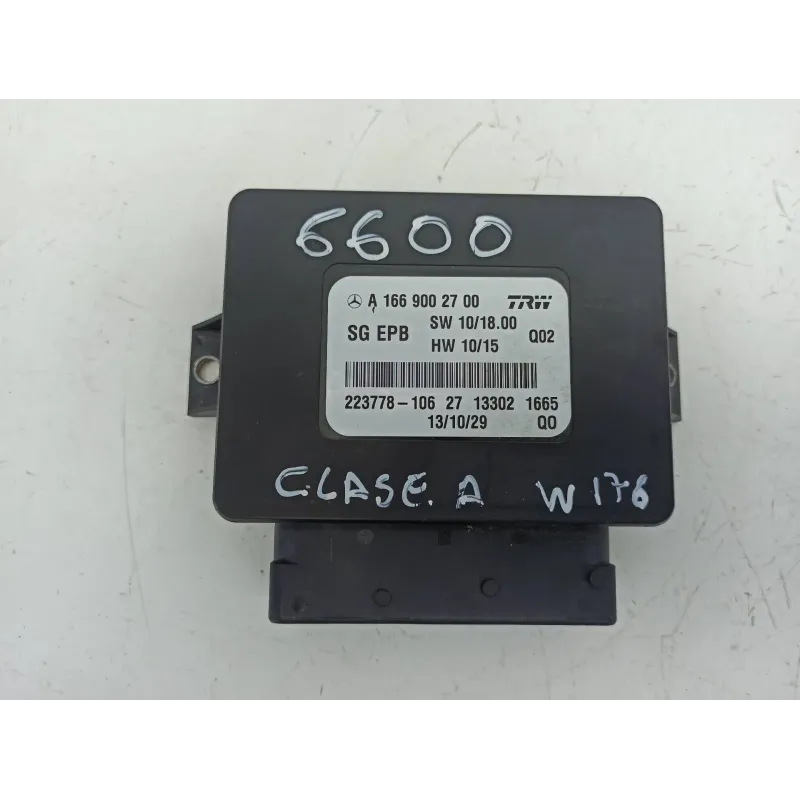 6600
A 166 900 27 00 TRW
SG EPB SW 10/18.00 Q02
HW 10/15
223778-106 27 13302 1665
13/10/29 QO
CLASE. A W176